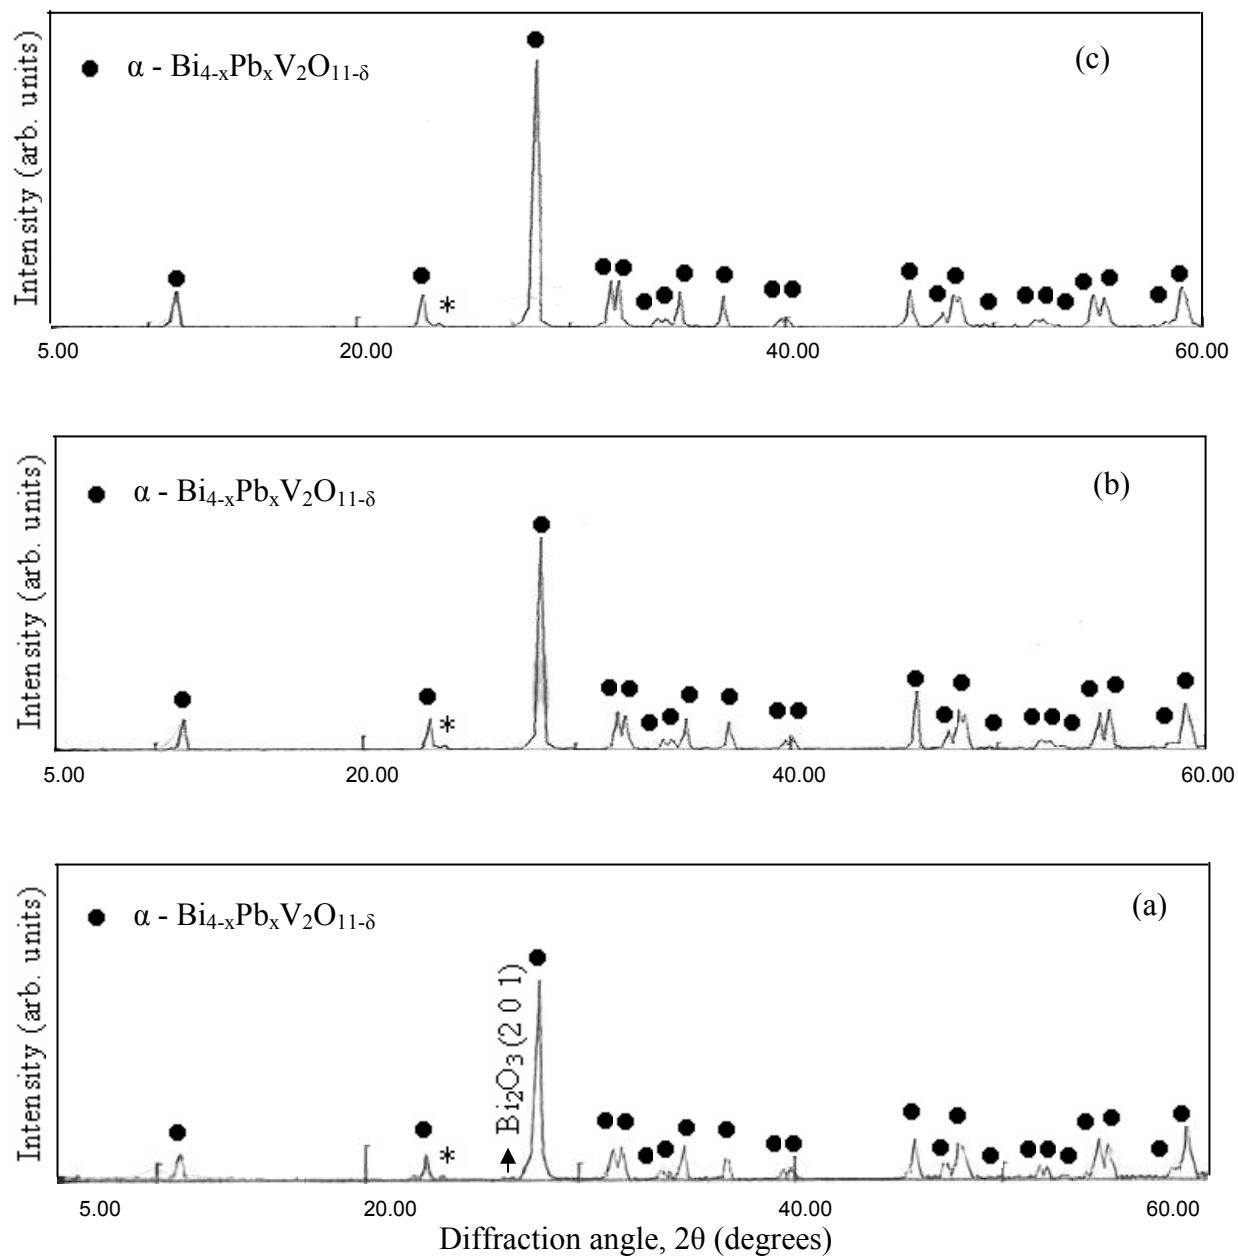 Intensity (arb. units)
α - Bi₄₋ₓPbₓV₂O₁₁₋δ
(c)
*
5.00 20.00 40.00 60.00
Intensity (arb. units)
α - Bi₄₋ₓPbₓV₂O₁₁₋δ
(b)
*
5.00 20.00 40.00 60.00
Intensity (arb. units)
α - Bi₄₋ₓPbₓV₂O₁₁₋δ
(a)
Bi₂O₃ (2 0 1)
*
5.00 20.00 40.00 60.00
Diffraction angle, 2θ (degrees)